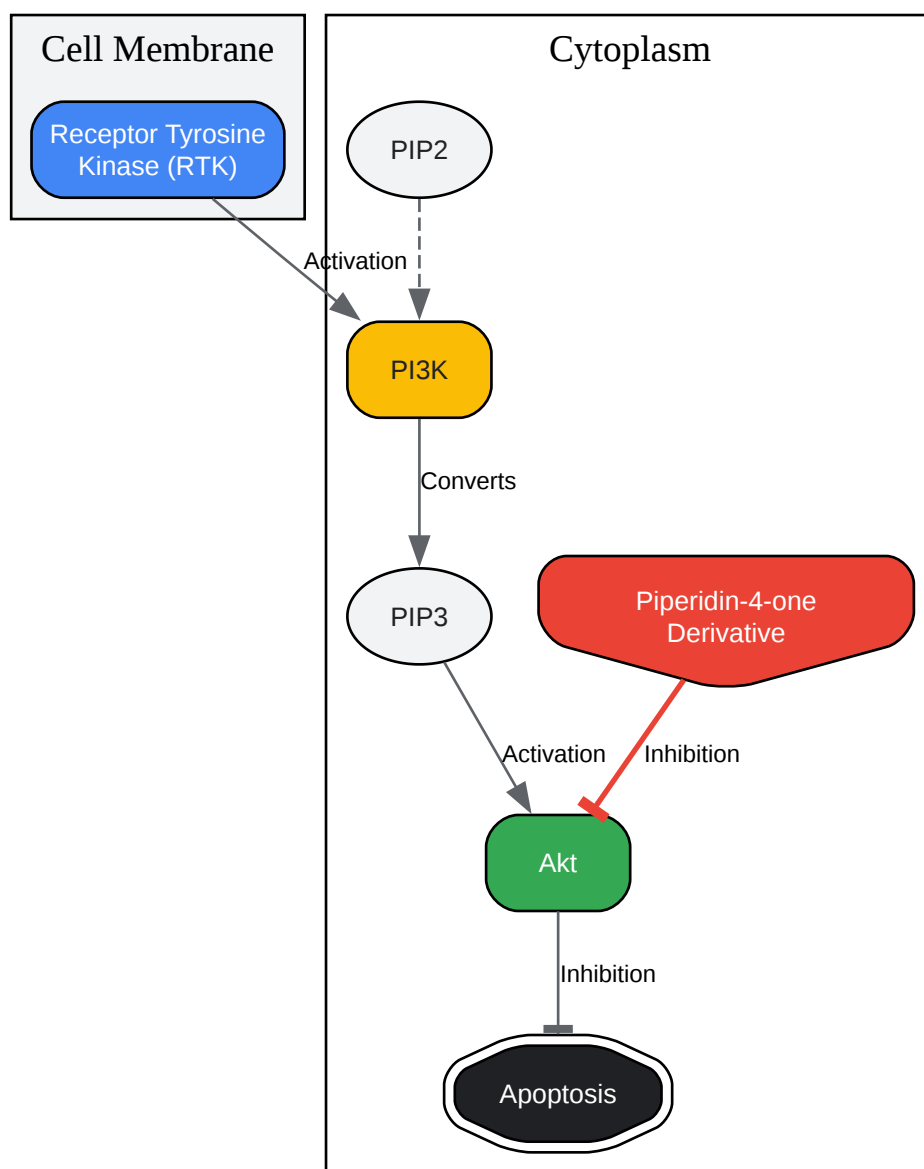 Cell Membrane
Cytoplasm
Receptor Tyrosine
Kinase (RTK)
PIP2
Activation
PI3K
Converts
PIP3
Piperidin-4-one
Derivative
Activation
Inhibition
Akt
Inhibition
Apoptosis